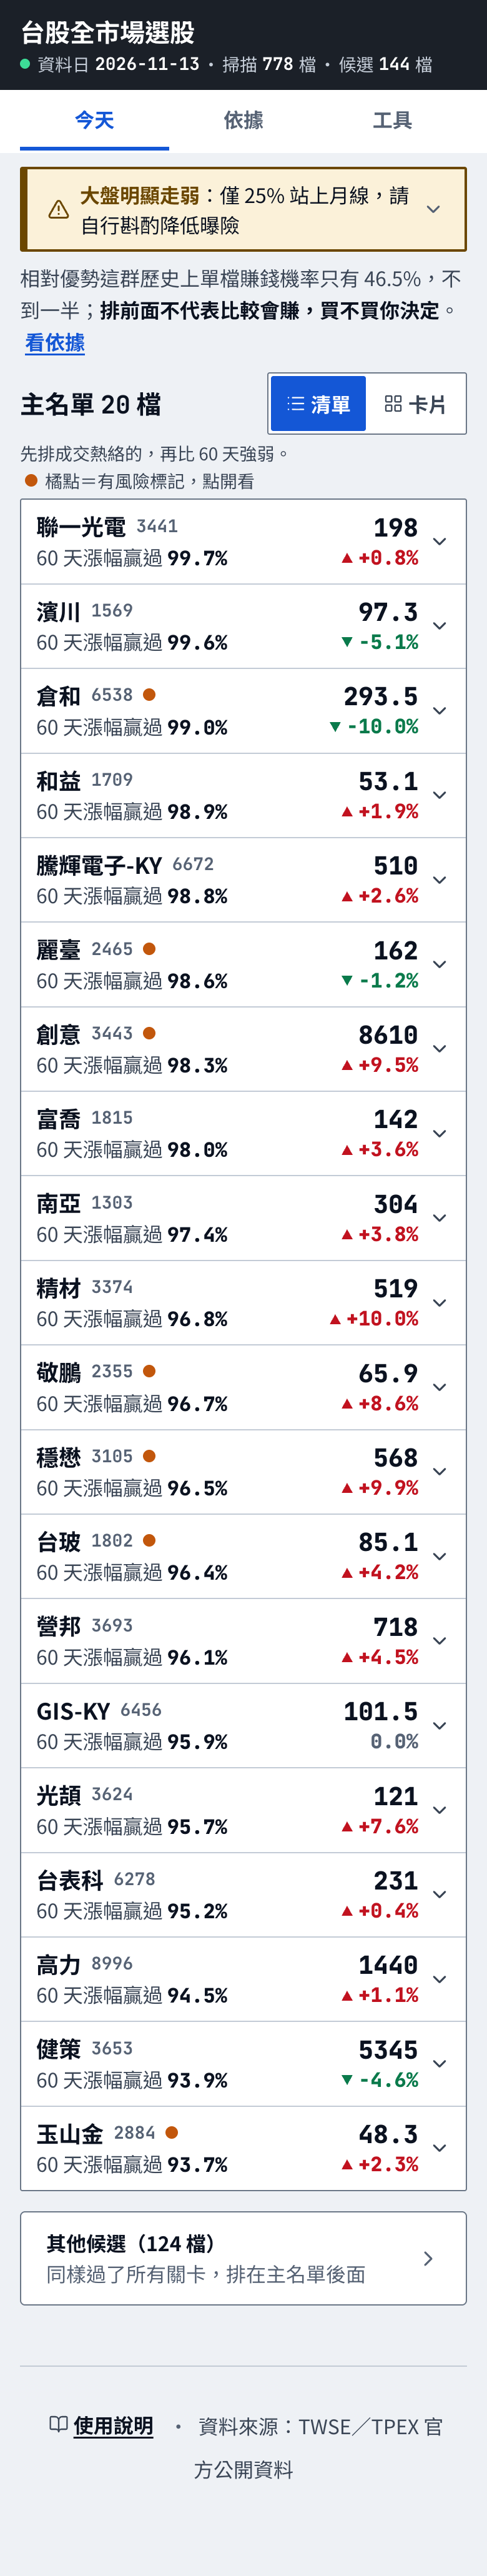 台股全市場選股
資料日 2026-11-13 · 掃描 778 檔 · 候選 144 檔
今天 依據 工具
大盤明顯走弱：僅 25% 站上月線，請
自行斟酌降低曝險
相對優勢這群歷史上單檔賺錢機率只有 46.5%，不
到一半；排前面不代表比較會賺，買不買你決定。
看依據
主名單 20 檔 清單 卡片
先排成交熱絡的，再比 60 天強弱。
橘點＝有風險標記，點開看
聯一光電 3441 198
60 天漲幅贏過 99.7% ▲ +0.8%
濱川 1569 97.3
60 天漲幅贏過 99.6% ▼ -5.1%
倉和 6538 293.5
60 天漲幅贏過 99.0% ▼ -10.0%
和益 1709 53.1
60 天漲幅贏過 98.9% ▲ +1.9%
騰輝電子-KY 6672 510
60 天漲幅贏過 98.8% ▲ +2.6%
麗臺 2465 162
60 天漲幅贏過 98.6% ▼ -1.2%
創意 3443 8610
60 天漲幅贏過 98.3% ▲ +9.5%
富喬 1815 142
60 天漲幅贏過 98.0% ▲ +3.6%
南亞 1303 304
60 天漲幅贏過 97.4% ▲ +3.8%
精材 3374 519
60 天漲幅贏過 96.8% ▲ +10.0%
敬鵬 2355 65.9
60 天漲幅贏過 96.7% ▲ +8.6%
穩懋 3105 568
60 天漲幅贏過 96.5% ▲ +9.9%
台玻 1802 85.1
60 天漲幅贏過 96.4% ▲ +4.2%
營邦 3693 718
60 天漲幅贏過 96.1% ▲ +4.5%
GIS-KY 6456 101.5
60 天漲幅贏過 95.9% 0.0%
光頡 3624 121
60 天漲幅贏過 95.7% ▲ +7.6%
台表科 6278 231
60 天漲幅贏過 95.2% ▲ +0.4%
高力 8996 1440
60 天漲幅贏過 94.5% ▲ +1.1%
健策 3653 5345
60 天漲幅贏過 93.9% ▼ -4.6%
玉山金 2884 48.3
60 天漲幅贏過 93.7% ▲ +2.3%
其他候選（124 檔）
同樣過了所有關卡，排在主名單後面
使用說明 · 資料來源：TWSE／TPEX 官
方公開資料